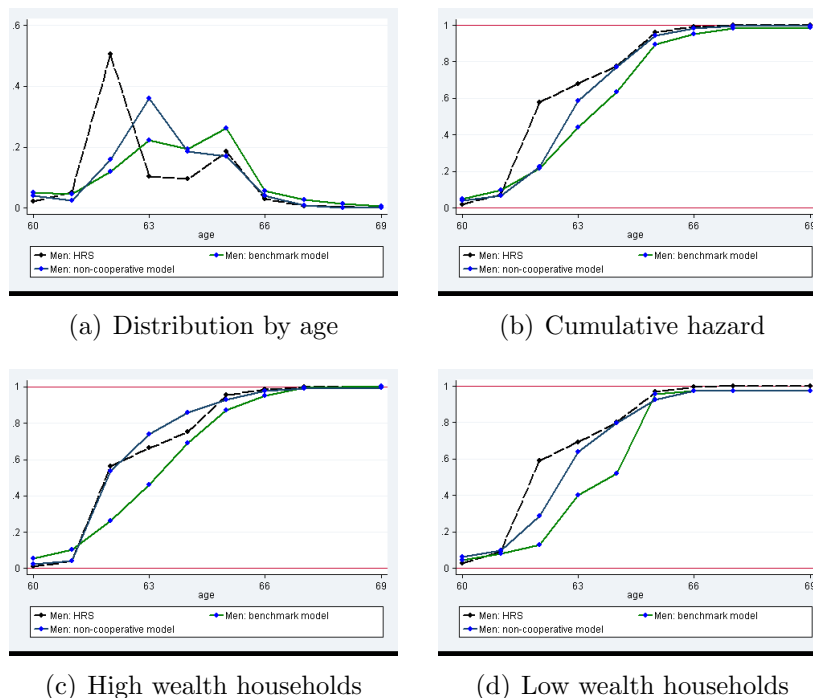 .6
.4
.2
0
60 63 66 69
age
Men: HRS Men: benchmark model
Men: non-cooperative model
(a) Distribution by age
1
.8
.6
.4
.2
0
60 63 66 69
age
Men: HRS Men: benchmark model
Men: non-cooperative model
(b) Cumulative hazard
1
.8
.6
.4
.2
0
60 63 66 69
age
Men: HRS Men: benchmark model
Men: non-cooperative model
(c) High wealth households
1
.8
.6
.4
.2
0
60 63 66 69
age
Men: HRS Men: benchmark model
Men: non-cooperative model
(d) Low wealth households